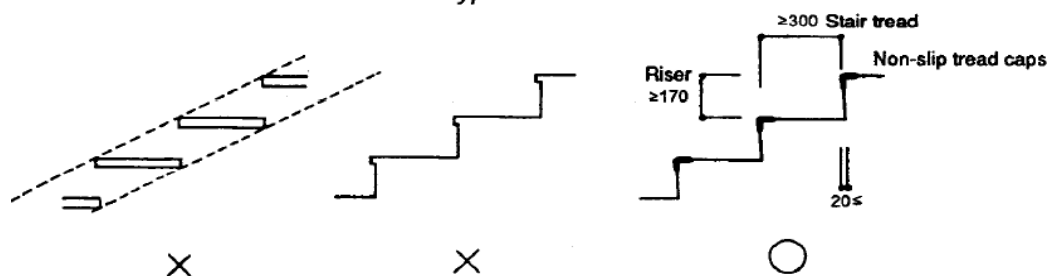 ≥300 Stair tread
Non-slip tread caps
Riser
≥170
20≤